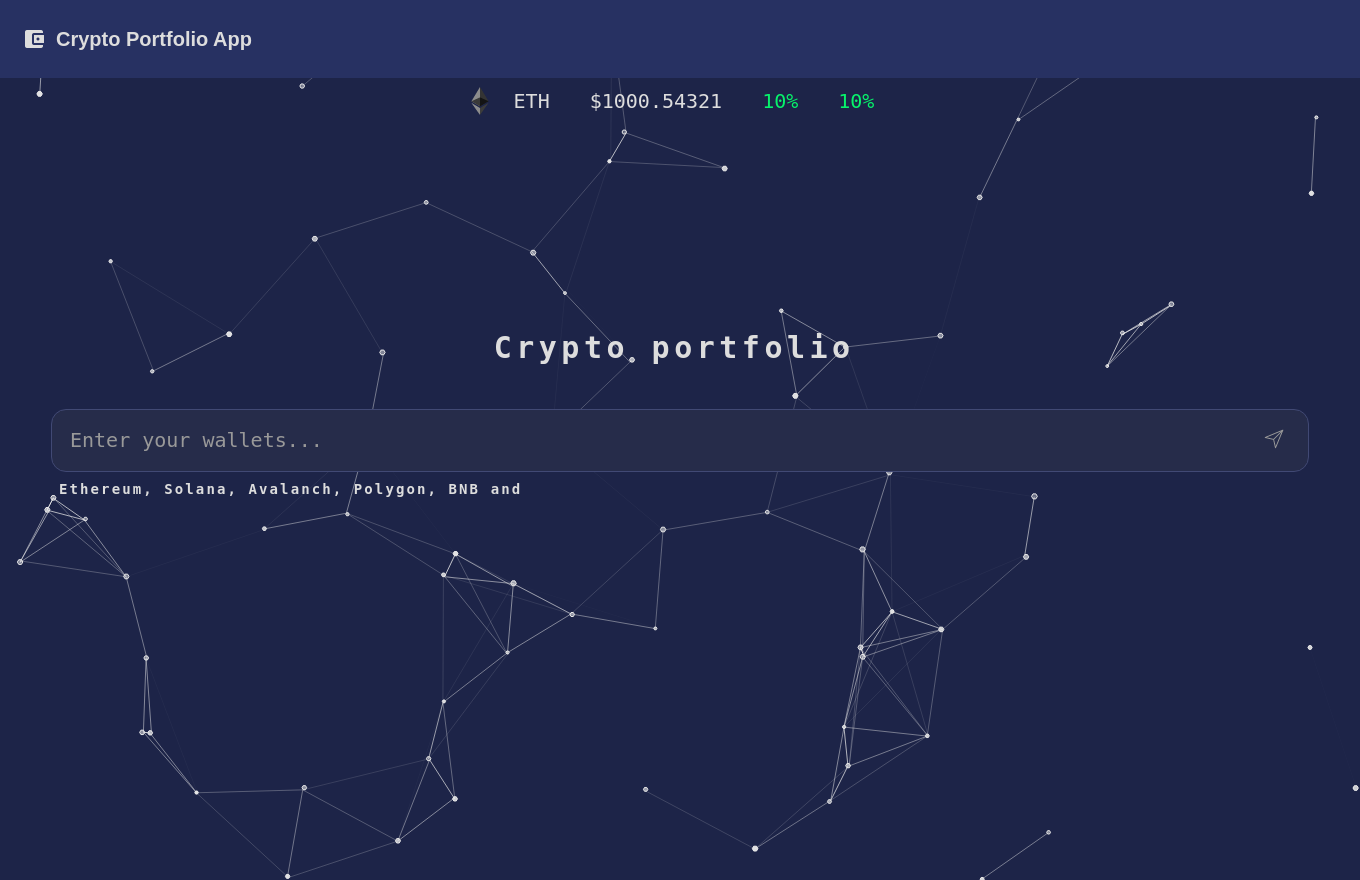 Crypto Portfolio App
ETH $1000.54321 10% 10%
Crypto portfolio
Enter your wallets...
Ethereum, Solana, Avalanch, Polygon, BNB and